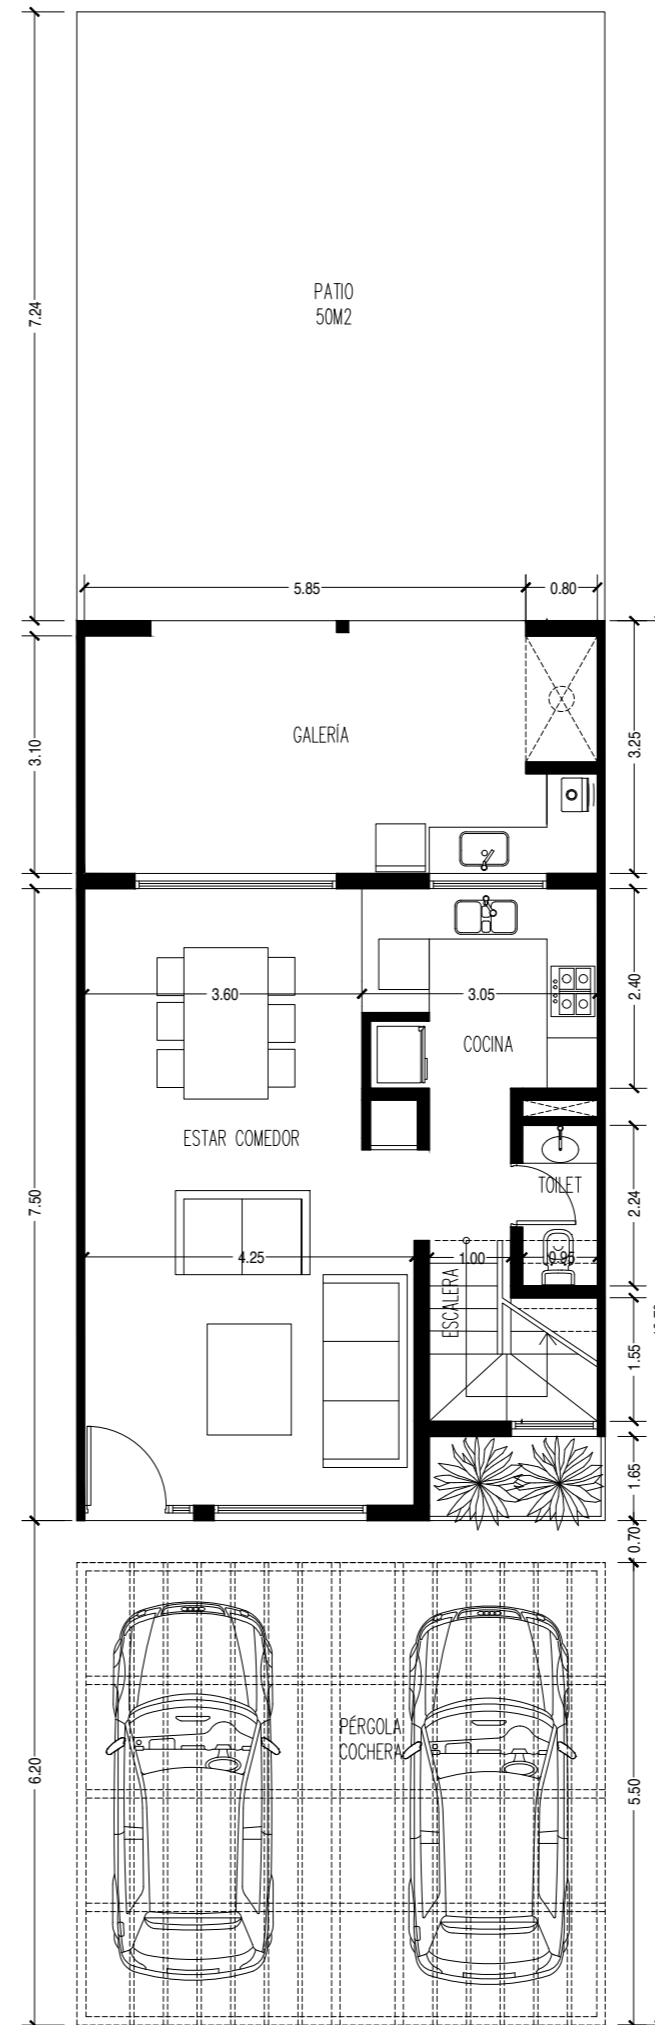 PATIO
50M2
7.24
5.85
0.80
GALERÍA
3.10
3.25
3.60
3.05
2.40
COCINA
ESTAR COMEDOR
TOILET
7.50
2.24
4.25
1.00
0.95
ESCALERA
1.55
1.65
0.70
PÉRGOLA
COCHERA
6.20
5.50